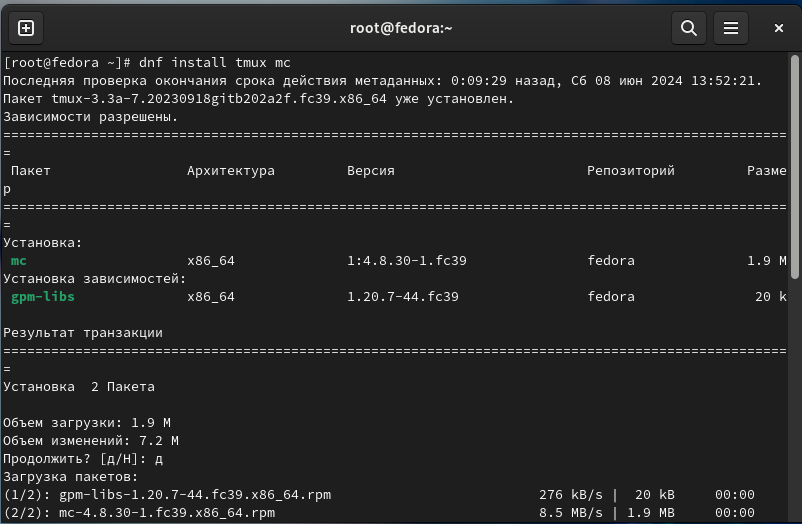 root@fedora:~
[root@fedora ~]# dnf install tmux mc
Последняя проверка окончания срока действия метаданных: 0:09:29 назад, Сб 08 июн 2024 13:52:21.
Пакет tmux-3.3a-7.20230918gitb202a2f.fc39.x86_64 уже установлен.
Зависимости разрешены.
==================================================================================================
=
Пакет Архитектура Версия Репозиторий Разме
р
==================================================================================================
=
Установка:
mc x86_64 1:4.8.30-1.fc39 fedora 1.9 M
Установка зависимостей:
gpm-libs x86_64 1.20.7-44.fc39 fedora 20 k
Результат транзакции
==================================================================================================
=
Установка  2 Пакета
Объем загрузки: 1.9 M
Объем изменений: 7.2 M
Продолжить? [д/Н]: д
Загрузка пакетов:
(1/2): gpm-libs-1.20.7-44.fc39.x86_64.rpm 276 kB/s |  20 kB 00:00
(2/2): mc-4.8.30-1.fc39.x86_64.rpm 8.5 MB/s | 1.9 MB 00:00